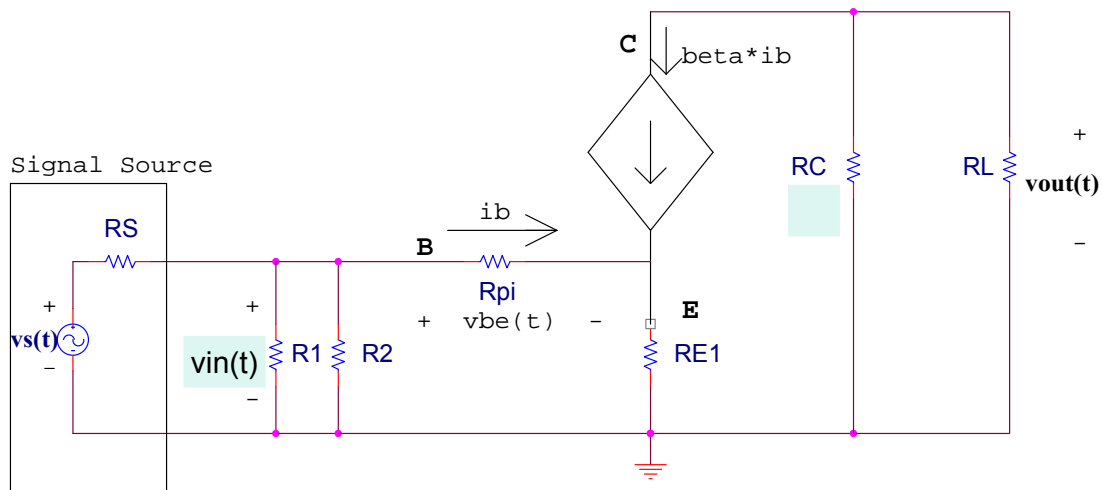 C
beta*ib
Signal Source
+
RC
RL
vout(t)
RS
ib
-
B
+
Rpi
+
+ vbe(t) -
E
vs(t)
vin(t)
R1
R2
RE1
-
-